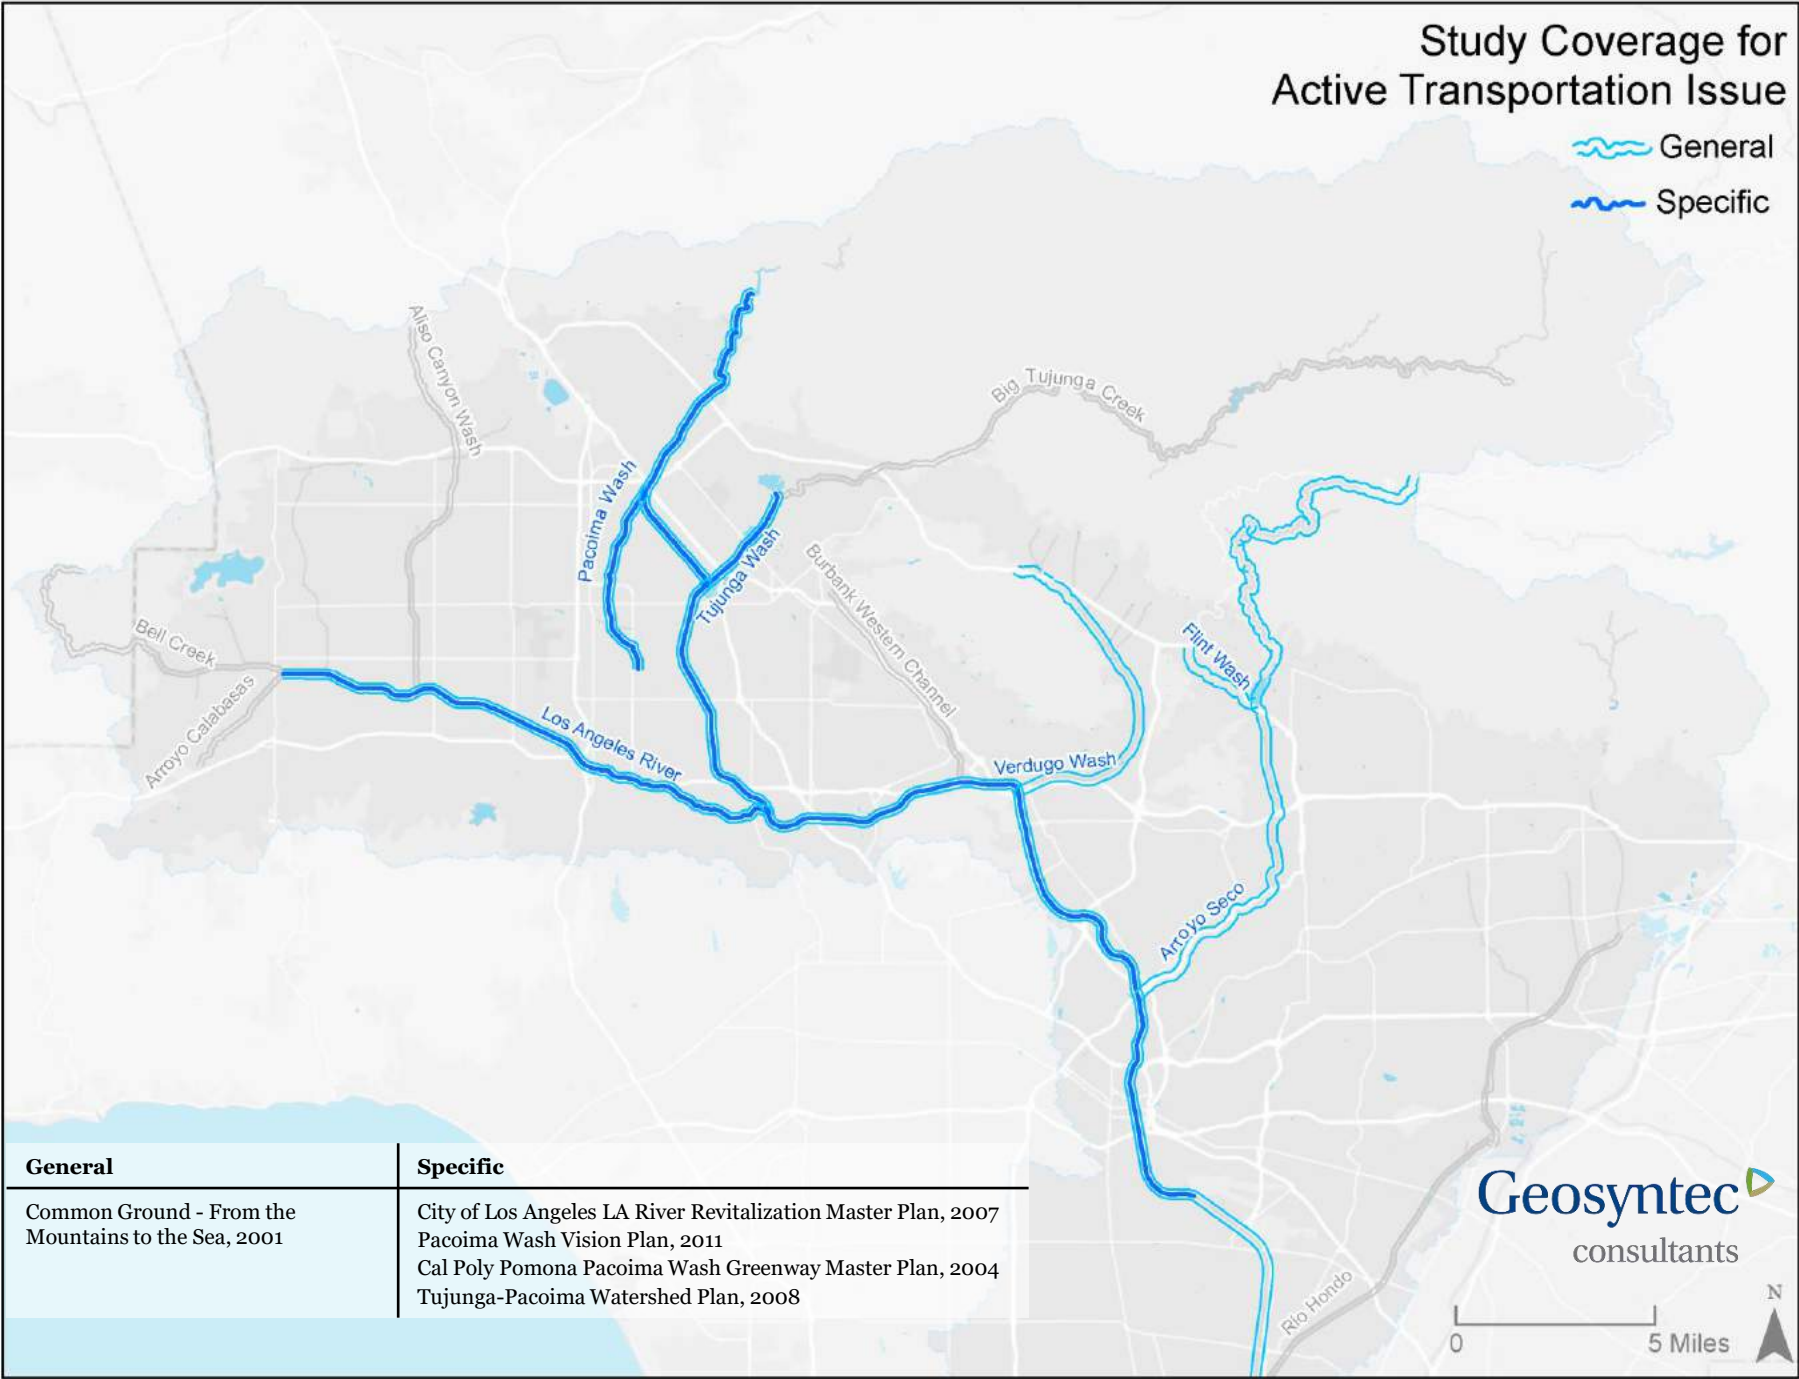 Study Coverage for
Active Transportation Issue
General
Specific
Aliso Canyon Wash
Big Tujunga Creek
Pacoima Wash
Tujunga Wash
Burbank Western Channel
Flint Wash
Bell Creek
Arroyo Calabasas
Los Angeles River
Verdugo Wash
Arroyo Seco
Rio Hondo
General
Specific
Common Ground - From the
Mountains to the Sea, 2001
City of Los Angeles LA River Revitalization Master Plan, 2007
Pacoima Wash Vision Plan, 2011
Cal Poly Pomona Pacoima Wash Greenway Master Plan, 2004
Tujunga-Pacoima Watershed Plan, 2008
Geosyntec
consultants
N
0 5 Miles